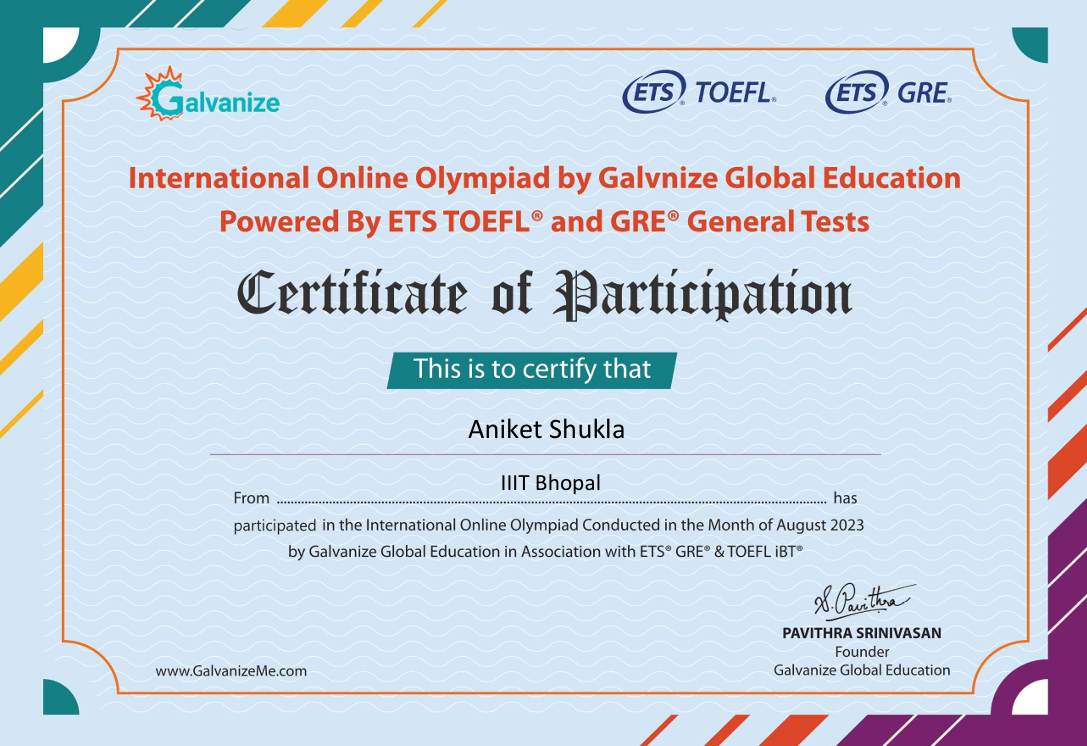 Galvanize
ETS® TOEFL®
ETS® GRE®
International Online Olympiad by Galvnize Global Education
Powered By ETS TOEFL® and GRE® General Tests
Certificate of Participation
This is to certify that
Aniket Shukla
IIIT Bhopal
From ........................................ has
participated in the International Online Olympiad Conducted in the Month of August 2023
by Galvanize Global Education in Association with ETS® GRE® & TOEFL iBT®
S. Pavithra
PAVITHRA SRINIVASAN
Founder
Galvanize Global Education
www.GalvanizeMe.com